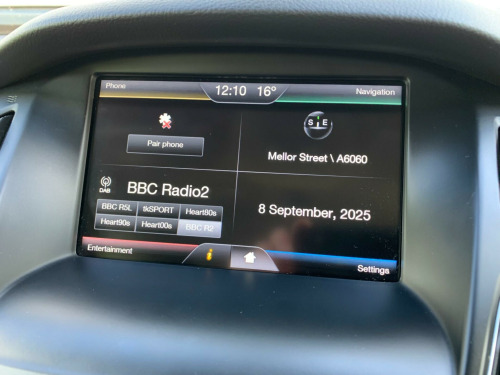 Phone
12:10 16°
Navigation
S E
Pair phone
Mellor Street \ A6060
DAB
BBC Radio2
BBC R5L tkSPORT Heart80s
Heart90s Heart00s BBC R2
8 September, 2025
Entertainment
i
Settings